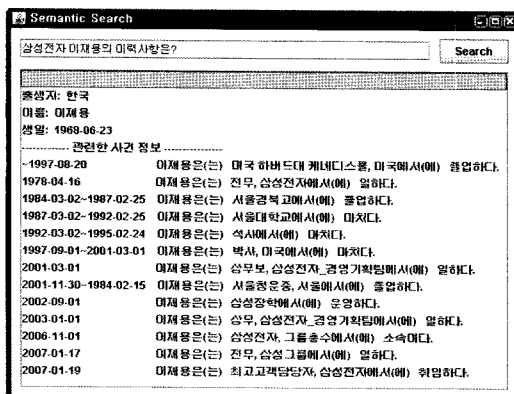 Semantic Search
삼성전자 이재용의 이력사항은?
Search
출생지: 한국
이름: 이재용
생일: 1968-06-23
------------ 관련한 사건 정보 ---------------
~1997-08-20 이재용은(는) 미국 하버드대 케네디스쿨, 미국에서(에) 졸업하다.
1978-04-16 이재용은(는) 전무, 삼성전자에서(에) 일하다.
1984-03-02~1987-02-25 이재용은(는) 서울경복고에서(에) 졸업하다.
1987-03-02~1992-02-25 이재용은(는) 서울대학교에서(에) 마치다.
1992-03-02~1995-02-24 이재용은(는) 석사에서(에) 마치다.
1997-09-01~2001-03-01 이재용은(는) 박사, 미국에서(에) 마치다.
2001-03-01 이재용은(는) 상무보, 삼성전자_경영기획팀에서(에) 일하다.
2001-11-30~1984-02-15 이재용은(는) 서울청운중, 서울에서(에) 졸업하다.
2002-09-01 이재용은(는) 삼성장학에서(에) 운영하다.
2003-01-01 이재용은(는) 상무, 삼성전자_경영기획팀에서(에) 일하다.
2006-11-01 이재용은(는) 삼성전자, 그룹총수에서(에) 소속이다.
2007-01-17 이재용은(는) 전무, 삼성그룹에서(에) 일하다.
2007-01-19 이재용은(는) 최고고객담당자, 삼성전자에서(에) 취임하다.